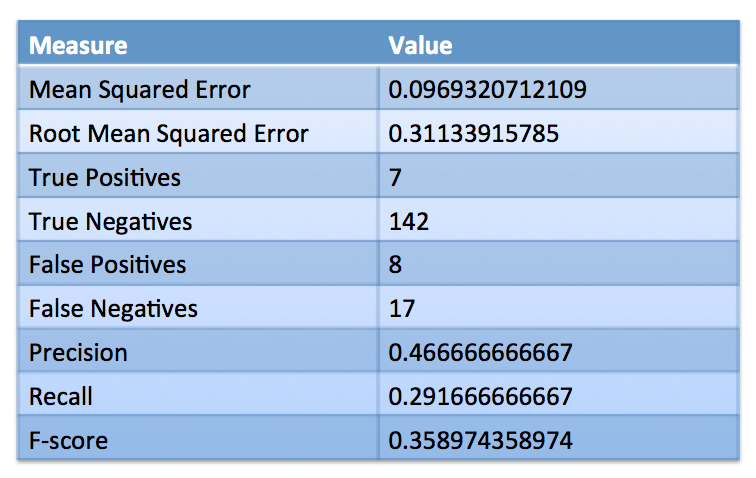 Measure Value
Mean Squared Error 0.0969320712109
Root Mean Squared Error 0.31133915785
True Positives 7
True Negatives 142
False Positives 8
False Negatives 17
Precision 0.466666666667
Recall 0.291666666667
F-score 0.358974358974